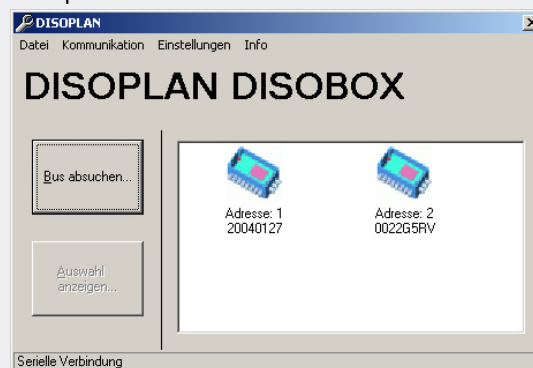 DISOPLAN
Datei Kommunikation Einstellungen Info
DISOPLAN DISOBOX
Bus absuchen...
Auswahl
anzeigen...
Adresse: 1
20040127
Adresse: 2
0022G5RV
Serielle Verbindung